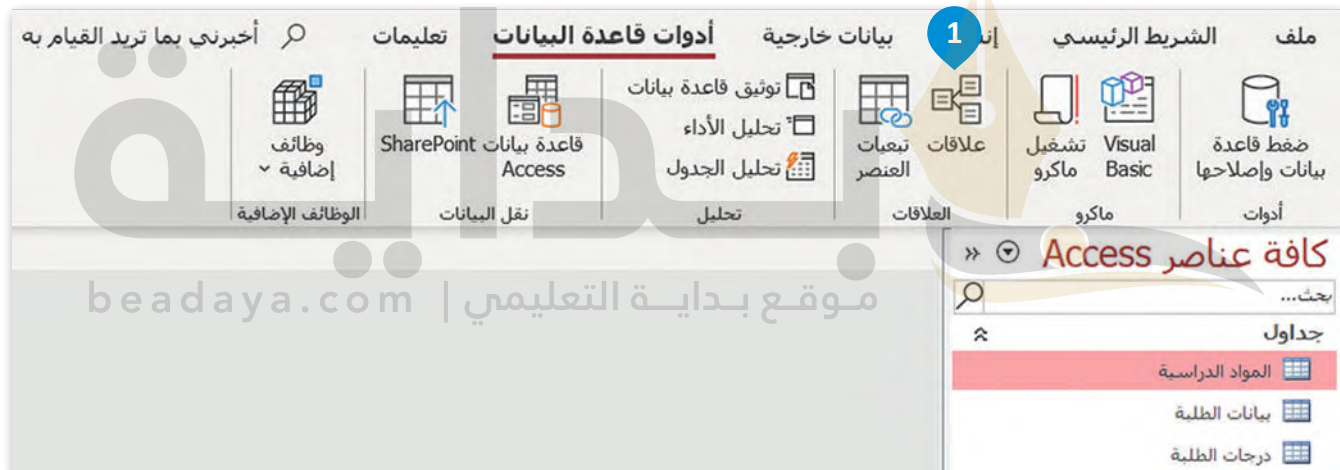 ملف الشريط الرئيسي 1 بيانات خارجية أدوات قاعدة البيانات تعليمات أخبرني بما تريد القيام به
ضغط قاعدة
بيانات وإصلاحها
أدوات
Visual
Basic
تشغيل
ماكرو
ماكرو
علاقات
تبعيات
العنصر
العلاقات
توثيق قاعدة بيانات
تحليل الأداء
تحليل الجدول
تحليل
قاعدة بيانات
Access
SharePoint
نقل البيانات
وظائف
إضافية
الوظائف الإضافية
كافة عناصر Access
بحث...
جداول
المواد الدراسية
بيانات الطلبة
درجات الطلبة
بداية
موقع بداية التعليمي | beadaya.com